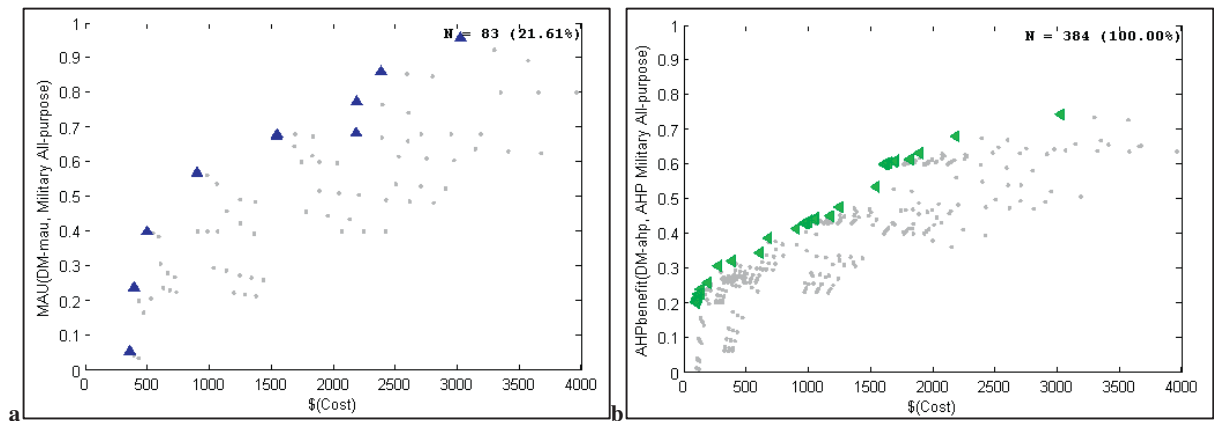 N = 83 (21.61%)
1
0.9
0.8
0.7
0.6
0.5
0.4
0.3
0.2
0.1
0
MAU(DM-mau, Military All-purpose)
0 500 1000 1500 2000 2500 3000 3500 4000
$(Cost)
a
N = 384 (100.00%)
1
0.9
0.8
0.7
0.6
0.5
0.4
0.3
0.2
0.1
0
AHPbenefit(DM-ahp, AHP Military All-purpose)
0 500 1000 1500 2000 2500 3000 3500 4000
$(Cost)
b